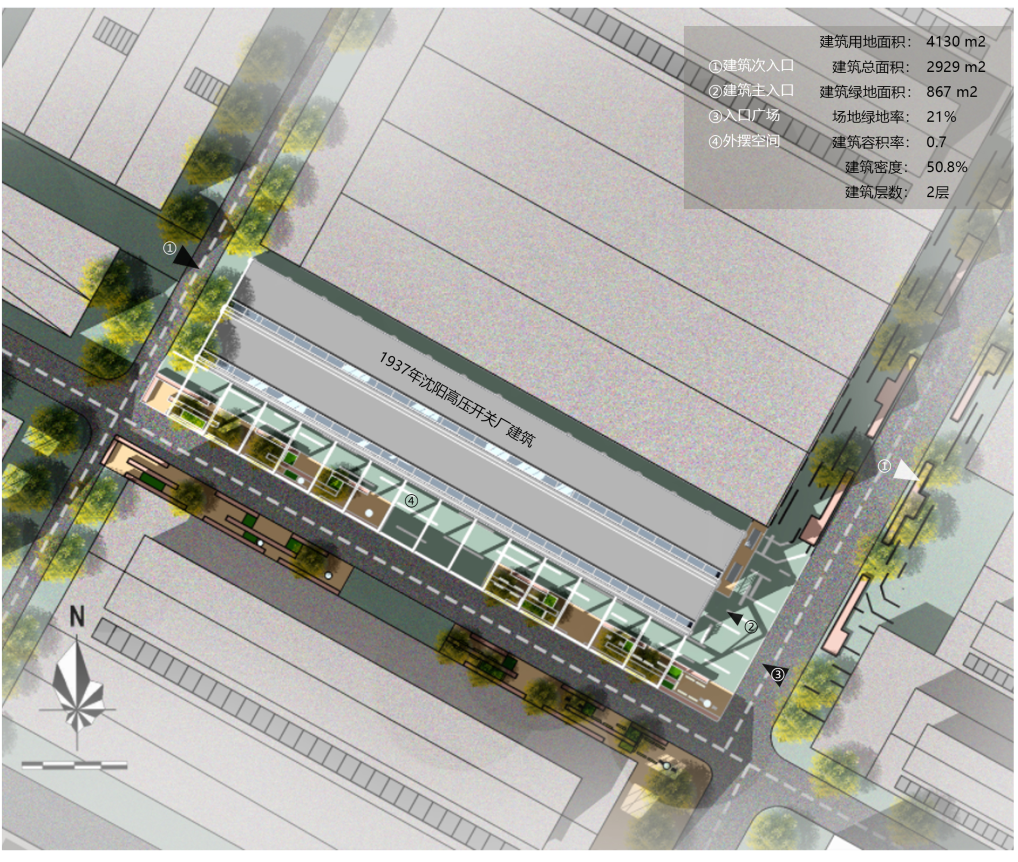 建筑用地面积： 4130 m2
①建筑次入口 建筑总面积： 2929 m2
②建筑主入口 建筑绿地面积： 867 m2
③入口广场 场地绿地率： 21%
④外摆空间 建筑容积率： 0.7
建筑密度： 50.8%
建筑层数： 2层
①
1937年沈阳高压开关厂建筑
①
④
N
②
③